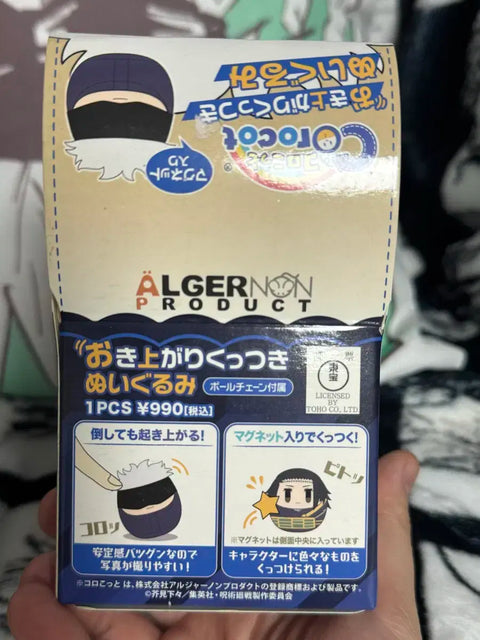 おき上がりくっつき
ぬいぐるみ
コロコット
Corocot
®
マグネット
入り
ÄLGERNON
PRODUCT
おき上がりくっつき
ぬいぐるみ
ボールチェーン付属
1PCS ¥990[税込]
東宝
LICENSED
BY
TOHO CO., LTD
倒しても起き上がる!
コロッ
安定感バツグンなので
写真が撮りやすい!
マグネット入りでくっつく!
ピトッ
※マグネットは側面中央に入っています
キャラクターに色々なものを
くっつけられる!
※コロこっと は、株式会社アルジャーノンプロダクトの登録商標および製品です。
©芥見下々/集英社・呪術廻戦製作委員会